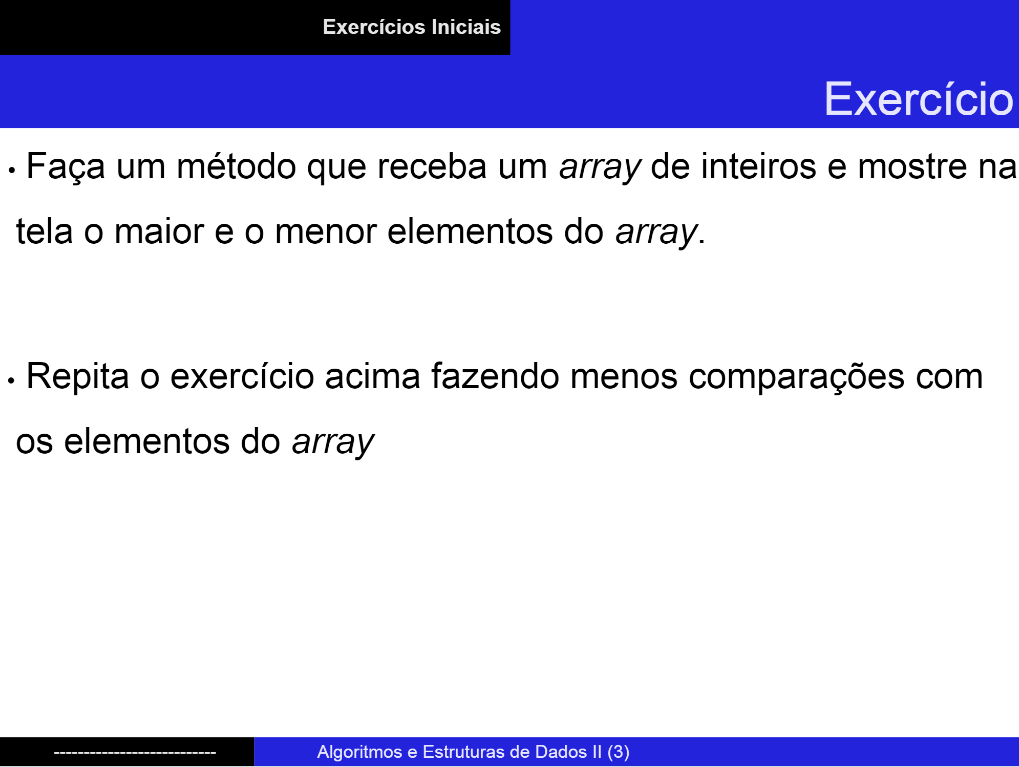 Exercícios Iniciais
Exercício
• Faça um método que receba um array de inteiros e mostre na
tela o maior e o menor elementos do array.
• Repita o exercício acima fazendo menos comparações com
os elementos do array
---------------------------
Algoritmos e Estruturas de Dados II (3)